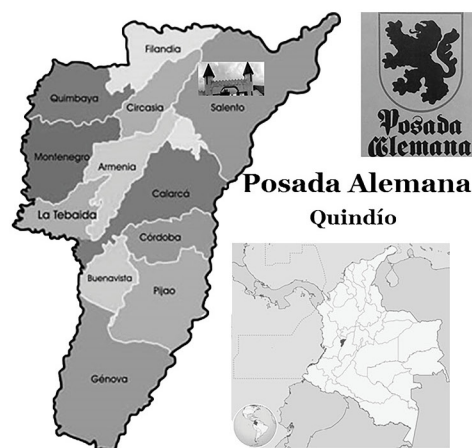 Filandia
Quimbaya
Circasia
Salento
Montenegro
Armenia
Calarcá
La Tebaida
Córdoba
Buenavista
Pijao
Génova
Posada
Alemana
Posada Alemana
Quindío